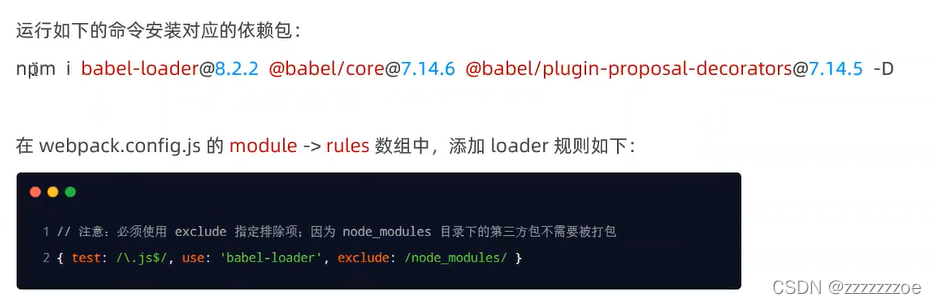 运行如下的命令安装对应的依赖包：
npm i babel-loader@8.2.2 @babel/core@7.14.6 @babel/plugin-proposal-decorators@7.14.5 -D
在 webpack.config.js 的 module -> rules 数组中，添加 loader 规则如下：
1 // 注意：必须使用 exclude 指定排除项；因为 node_modules 目录下的第三方包不需要被打包
2 { test: /\.js$/, use: 'babel-loader', exclude: /node_modules/ }
CSDN @zzzzzzzoe